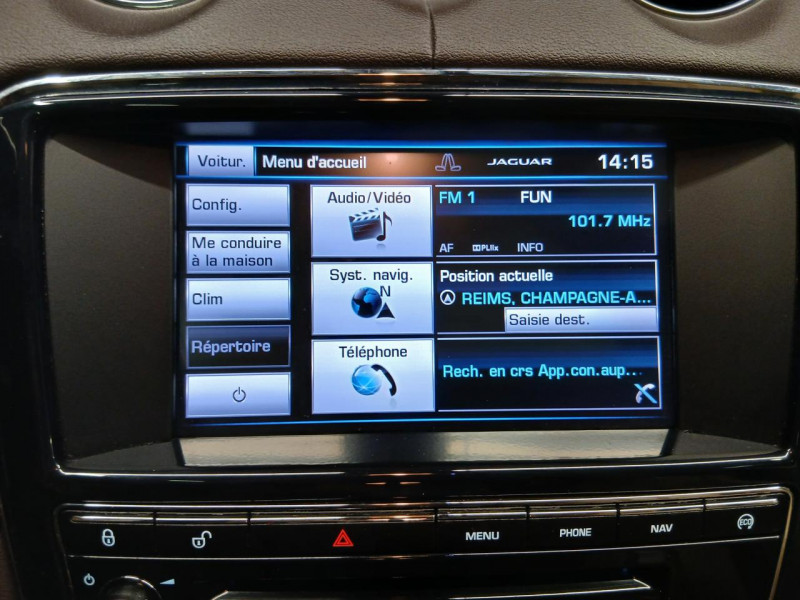 Voitur. Menu d'accueil JAGUAR 14:15
Config.
Me conduire
à la maison
Clim
Répertoire
Audio/Vidéo
FM 1 FUN
101.7 MHz
AF DDPLIIx INFO
Syst. navig.
N
Position actuelle
REIMS, CHAMPAGNE-A...
Saisie dest.
Téléphone
Rech. en crs App.con.aup...
MENU PHONE NAV ECO